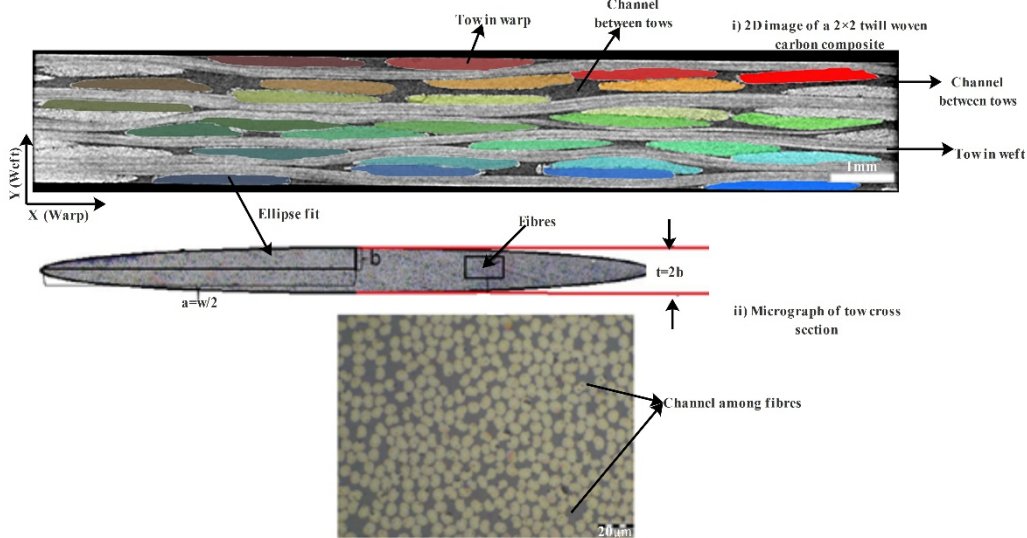 Channel
between tows
Tow in warp
i) 2D image of a 2×2 twill woven
carbon composite
Channel
between tows
Tow in weft
1mm
Y (Weft)
X (Warp)
Ellipse fit
Fibres
b
t=2b
a=w/2
ii) Micrograph of tow cross
section
Channel among fibres
20µm